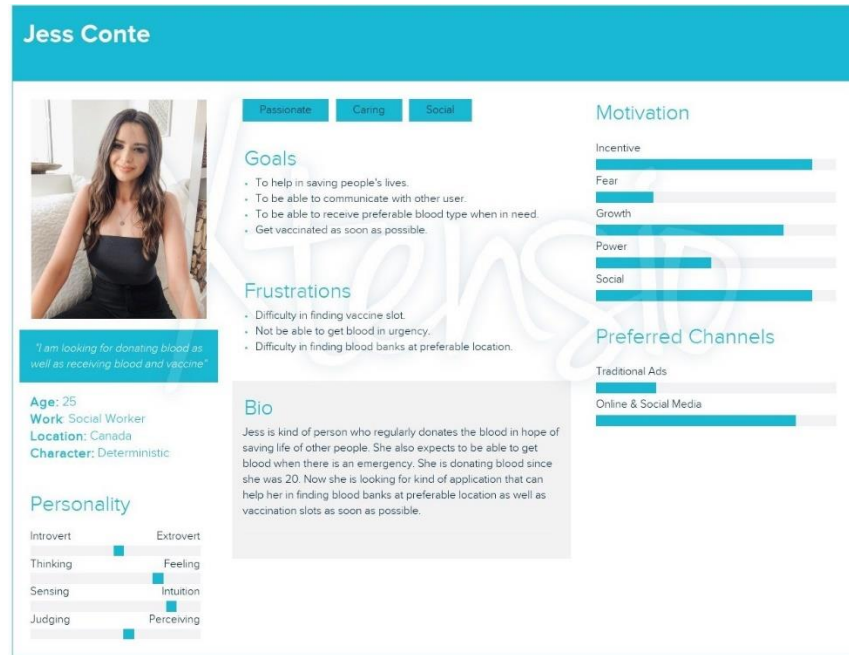 Jess Conte
"I am looking for donating blood as
well as receiving blood and vaccine"
Age: 25
Work: Social Worker
Location: Canada
Character: Deterministic
Personality
Introvert Extrovert
Thinking Feeling
Sensing Intuition
Judging Perceiving
Passionate Caring Social
Goals
• To help in saving people's lives.
• To be able to communicate with other user.
• To be able to receive preferable blood type when in need.
• Get vaccinated as soon as possible.
Frustrations
• Difficulty in finding vaccine slot.
• Not be able to get blood in urgency.
• Difficulty in finding blood banks at preferable location.
Bio
Jess is kind of person who regularly donates the blood in hope of
saving life of other people. She also expects to be able to get
blood when there is an emergency. She is donating blood since
she was 20. Now she is looking for kind of application that can
help her in finding blood banks at preferable location as well as
vaccination slots as soon as possible.
Motivation
Incentive
Fear
Growth
Power
Social
Preferred Channels
Traditional Ads
Online & Social Media
xtensio